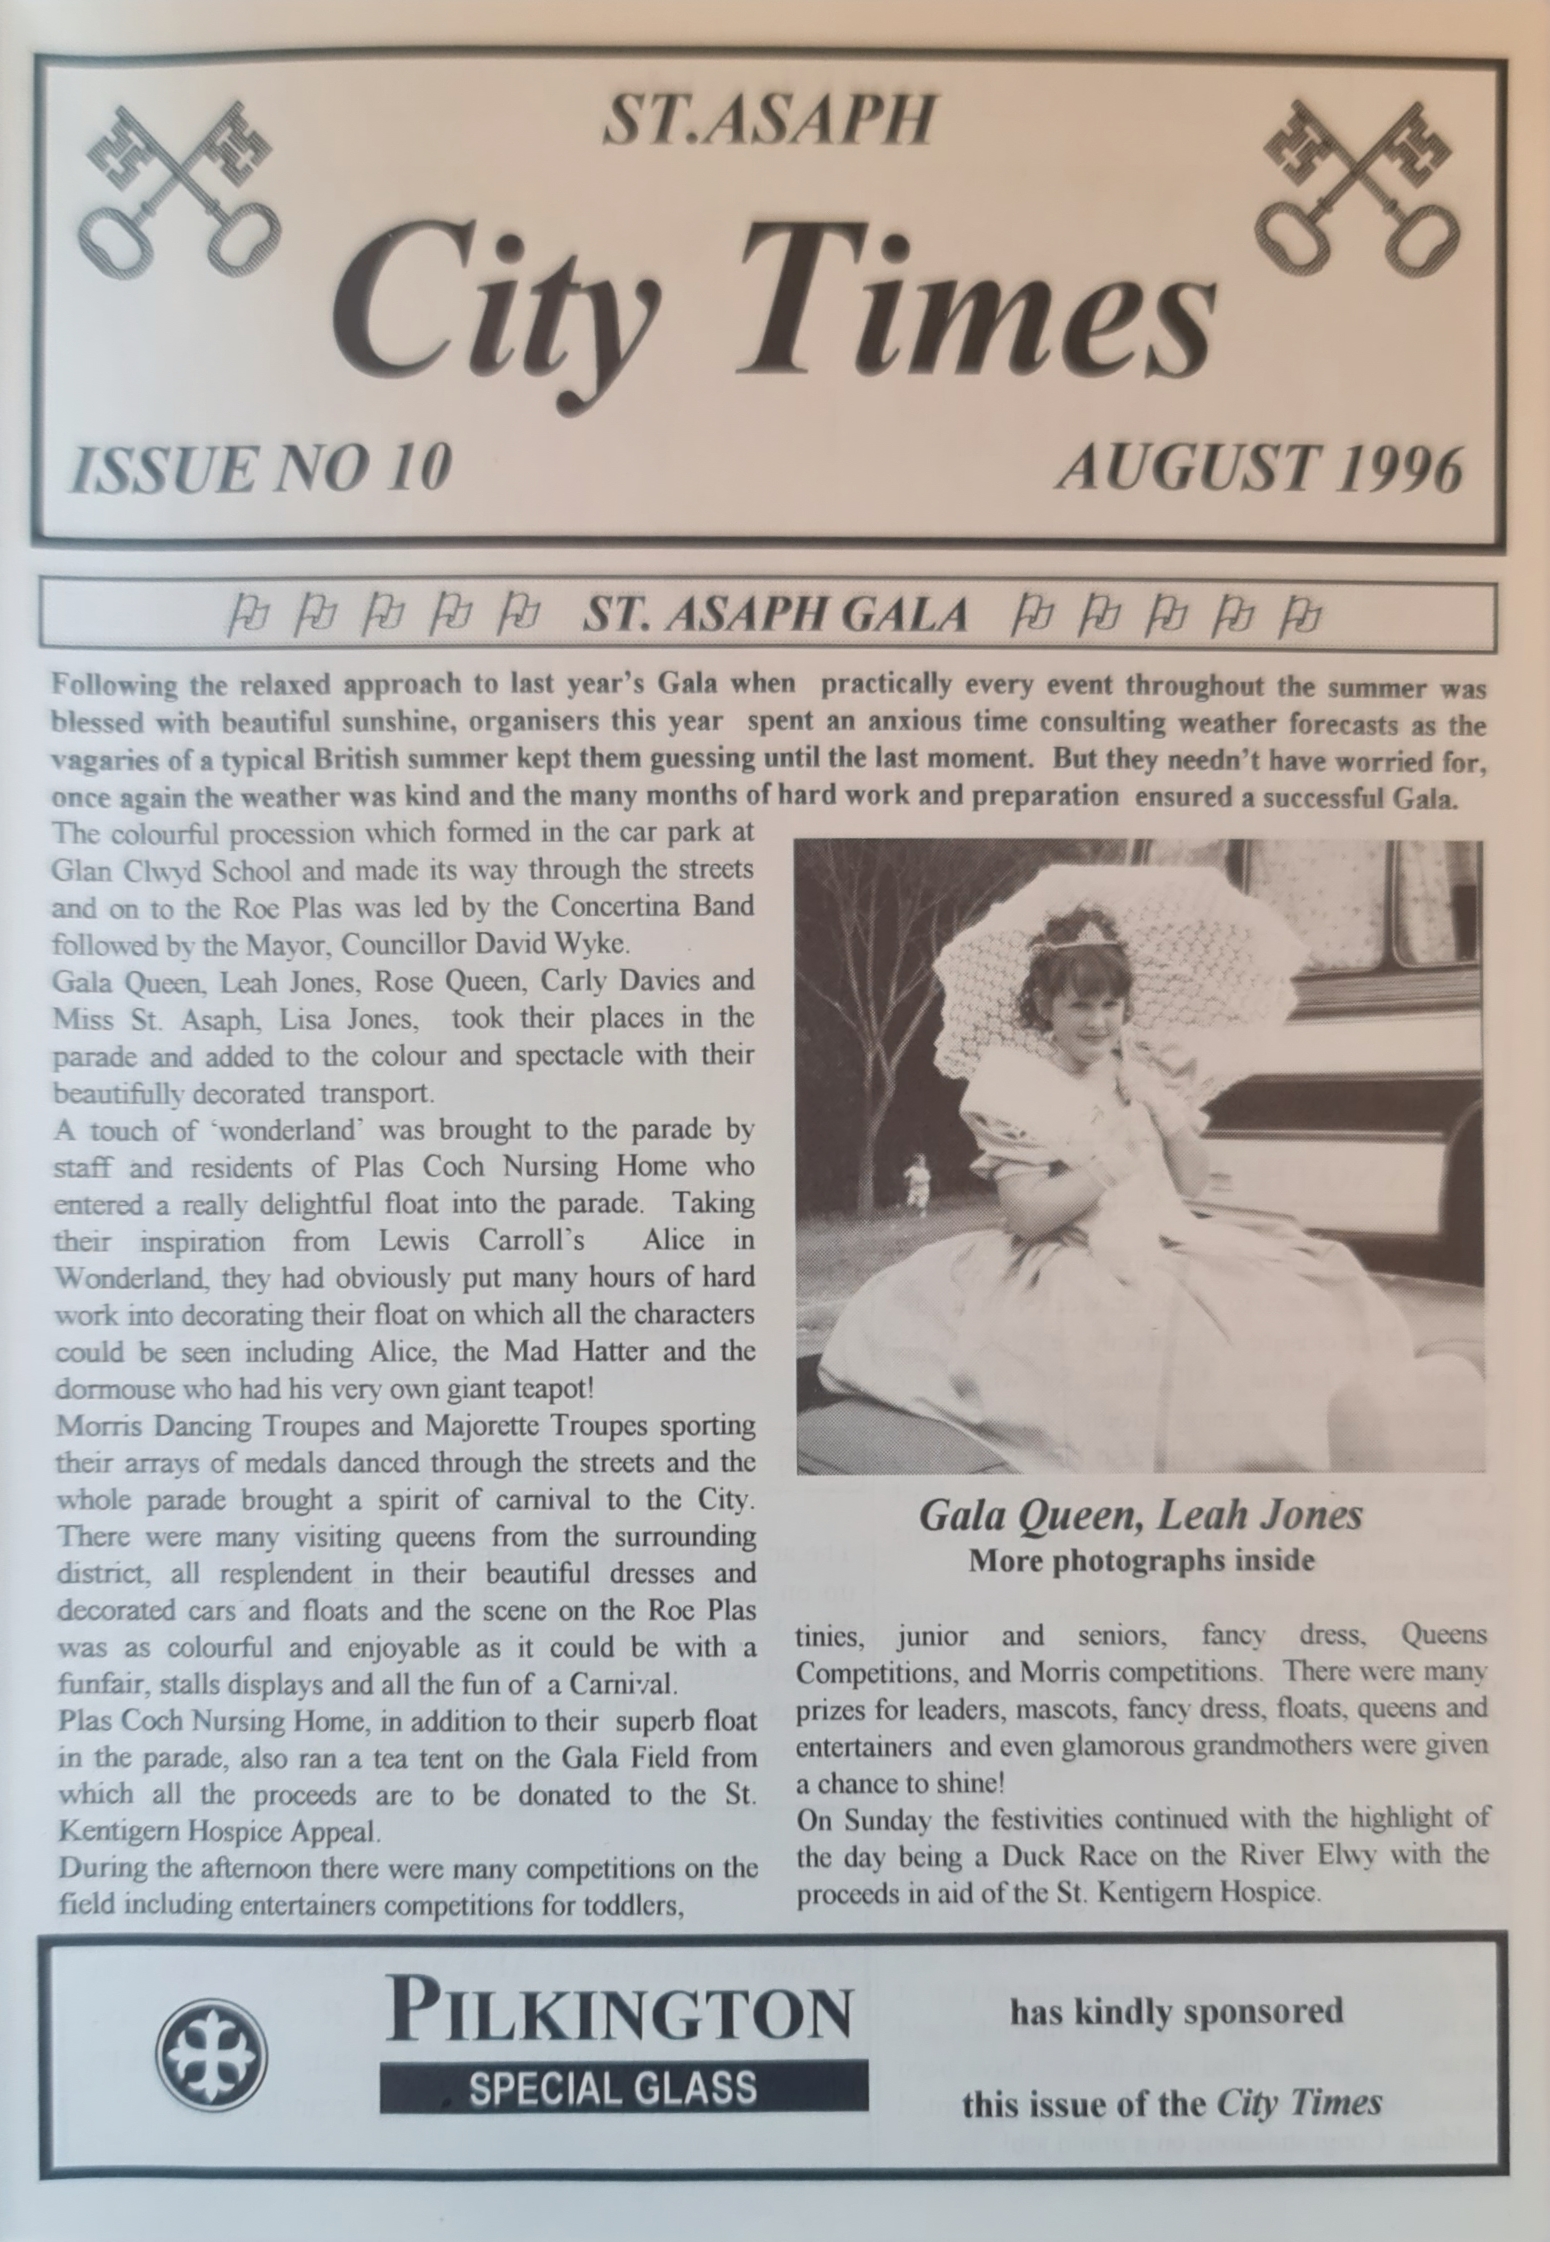 ST.ASAPH
City Times
ISSUE NO 10
AUGUST 1996
ST. ASAPH GALA
Following the relaxed approach to last year's Gala when practically every event throughout the summer was
blessed with beautiful sunshine, organisers this year spent an anxious time consulting weather forecasts as the
vagaries of a typical British summer kept them guessing until the last moment. But they needn't have worried for,
once again the weather was kind and the many months of hard work and preparation ensured a successful Gala.
The colourful procession which formed in the car park at
Glan Clwyd School and made its way through the streets
and on to the Roe Plas was led by the Concertina Band
followed by the Mayor, Councillor David Wyke.
Gala Queen, Leah Jones, Rose Queen, Carly Davies and
Miss St. Asaph, Lisa Jones, took their places in the
parade and added to the colour and spectacle with their
beautifully decorated transport.
A touch of 'wonderland' was brought to the parade by
staff and residents of Plas Coch Nursing Home who
entered a really delightful float into the parade. Taking
their inspiration from Lewis Carroll's Alice in
Wonderland, they had obviously put many hours of hard
work into decorating their float on which all the characters
could be seen including Alice, the Mad Hatter and the
dormouse who had his very own giant teapot!
Morris Dancing Troupes and Majorette Troupes sporting
their arrays of medals danced through the streets and the
whole parade brought a spirit of carnival to the City.
There were many visiting queens from the surrounding
district, all resplendent in their beautiful dresses and
decorated cars and floats and the scene on the Roe Plas
was as colourful and enjoyable as it could be with a
funfair, stalls displays and all the fun of a Carnival.
Plas Coch Nursing Home, in addition to their superb float
in the parade, also ran a tea tent on the Gala Field from
which all the proceeds are to be donated to the St.
Kentigern Hospice Appeal.
During the afternoon there were many competitions on the
field including entertainers competitions for toddlers,
Gala Queen, Leah Jones
More photographs inside
tinies, junior and seniors, fancy dress, Queens
Competitions, and Morris competitions. There were many
prizes for leaders, mascots, fancy dress, floats, queens and
entertainers and even glamorous grandmothers were given
a chance to shine!
On Sunday the festivities continued with the highlight of
the day being a Duck Race on the River Elwy with the
proceeds in aid of the St. Kentigern Hospice.
PILKINGTON
SPECIAL GLASS
has kindly sponsored
this issue of the City Times